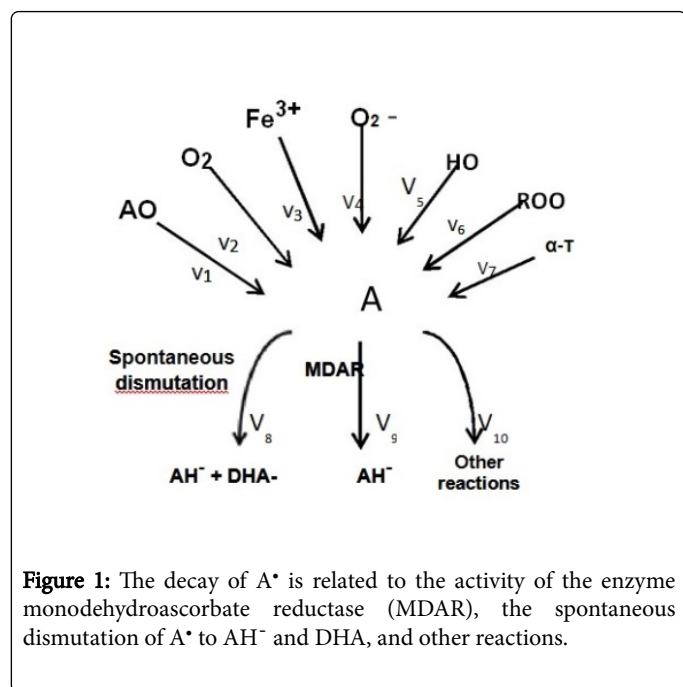 Fe³⁺
O₂ ⁻
O2
HO
AO
ROO
α-T
V₁
V₂
V₃
V₄
V₅
V₆
V₇
A
Spontaneous
dismutation
MDAR
V₈
V₉
V₁₀
AH⁻ + DHA-
AH⁻
Other
reactions
Figure 1: The decay of A• is related to the activity of the enzyme
monodehydroascorbate reductase (MDAR), the spontaneous
dismutation of A• to AH⁻ and DHA, and other reactions.